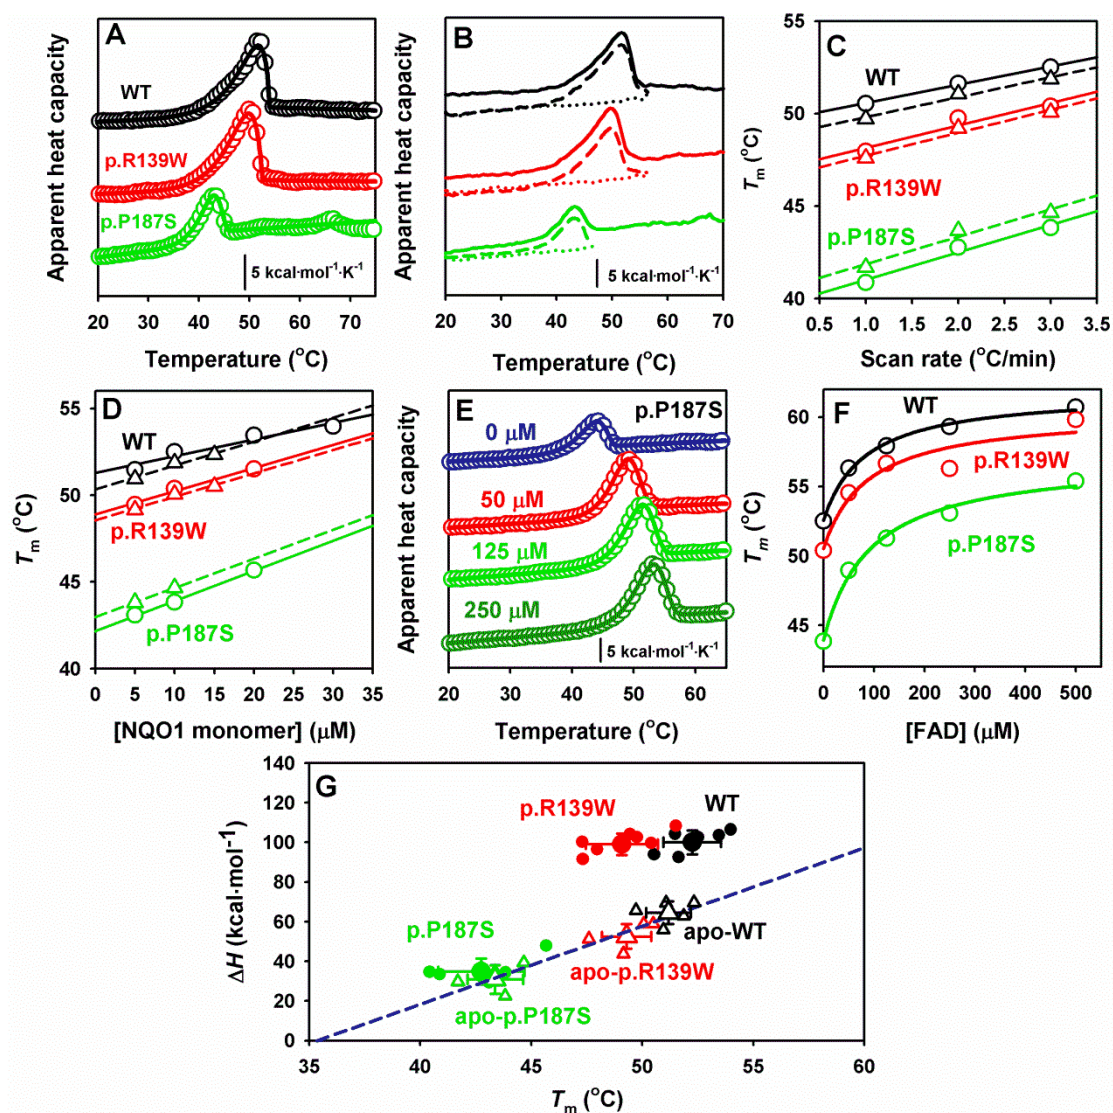 A
WT
p.R139W
p.P187S
5 kcal·mol⁻¹·K⁻¹
Apparent heat capacity
20 30 40 50 60 70
Temperature (°C)
B
5 kcal·mol⁻¹·K⁻¹
Apparent heat capacity
20 30 40 50 60 70
Temperature (°C)
C
WT
p.R139W
p.P187S
Tm (°C)
55
50
45
40
0.5 1.0 1.5 2.0 2.5 3.0 3.5
Scan rate (°C/min)
D
WT
p.R139W
p.P187S
Tm (°C)
55
50
45
40
0 5 10 15 20 25 30 35
[NQO1 monomer] (μM)
E
p.P187S
0 μM
50 μM
125 μM
250 μM
5 kcal·mol⁻¹·K⁻¹
Apparent heat capacity
20 30 40 50 60
Temperature (°C)
F
WT
p.R139W
p.P187S
Tm (°C)
60
55
50
45
0 100 200 300 400 500
[FAD] (μM)
G
p.R139W
WT
p.P187S
apo-WT
apo-p.R139W
apo-p.P187S
ΔH (kcal·mol⁻¹)
140
120
100
80
60
40
20
0
35 40 45 50 55 60
Tm (°C)